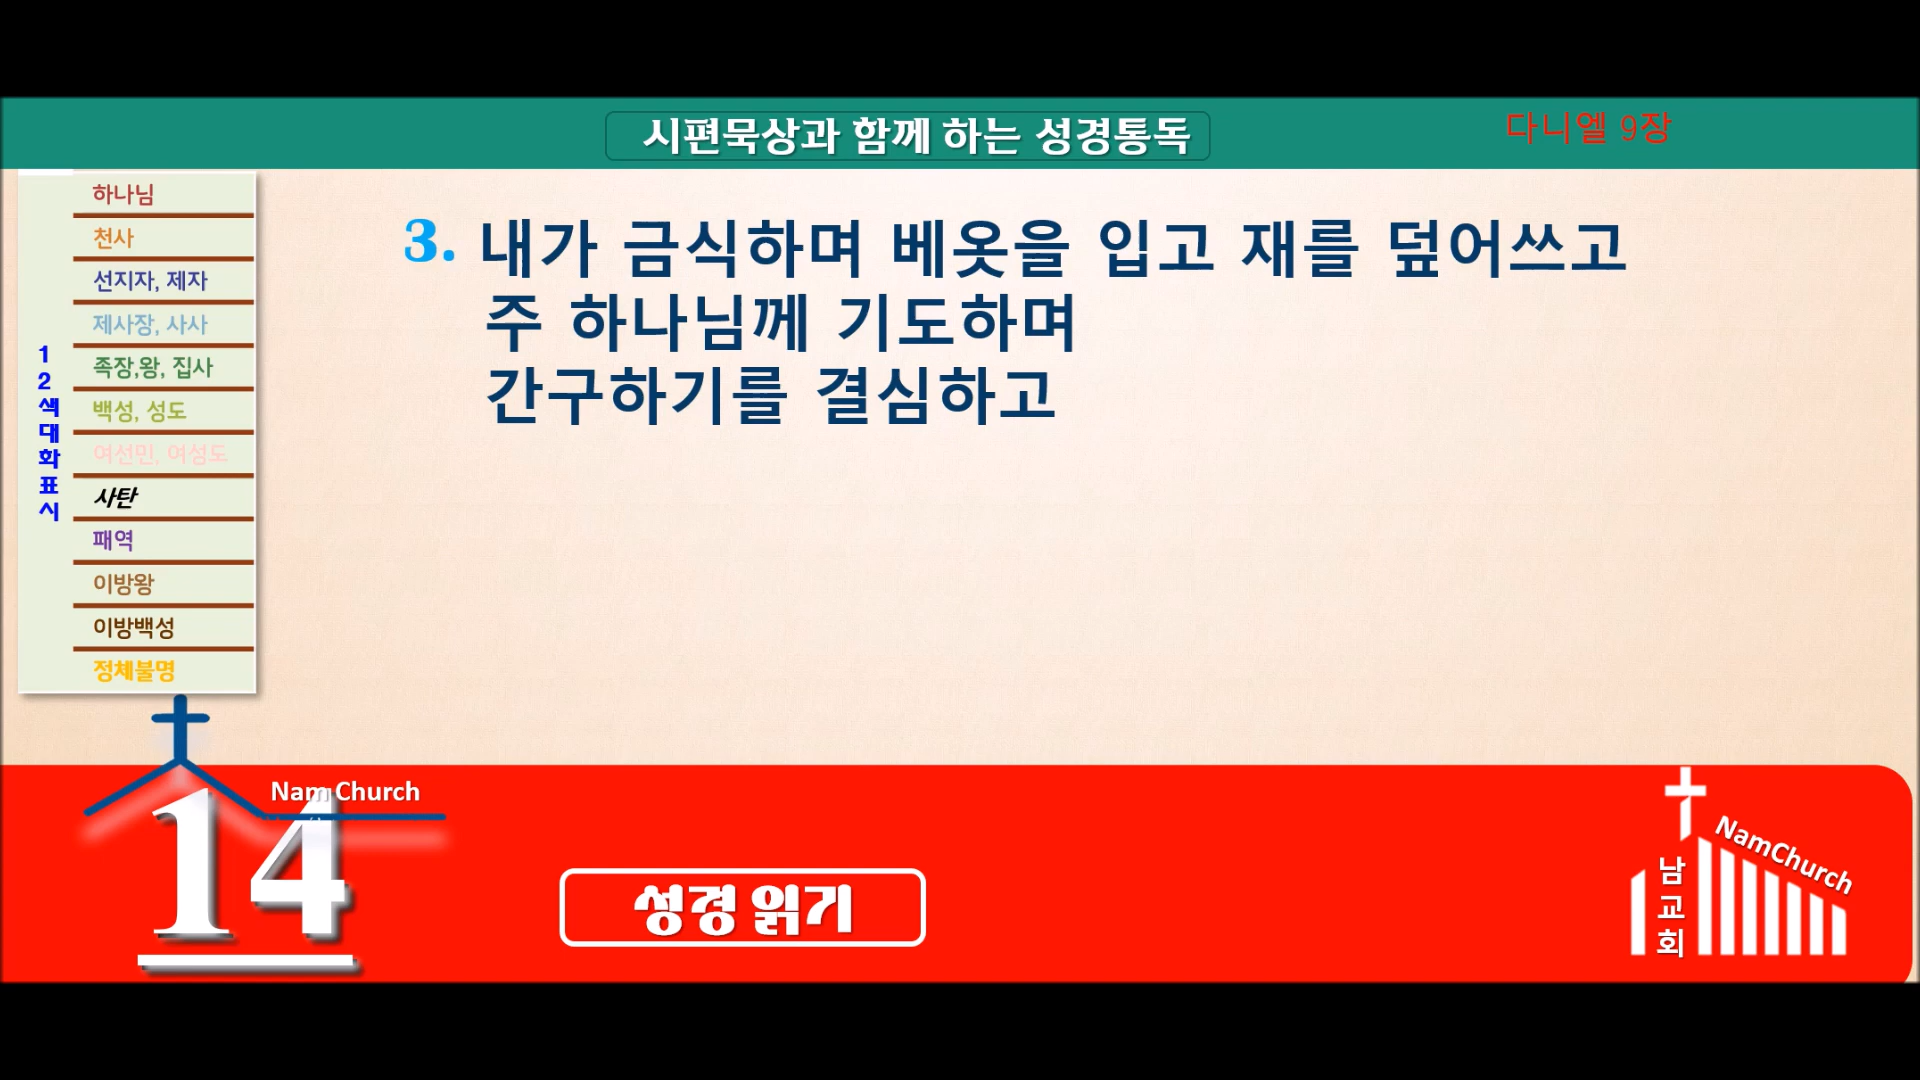 시편묵상과 함께 하는 성경통독
다니엘 9장
하나님
천사
선지자, 제자
제사장, 사사
족장,왕, 집사
백성, 성도
여선민, 여성도
사탄
패역
이방왕
이방백성
정체불명
12색대화표시
3. 내가 금식하며 베옷을 입고 재를 덮어쓰고
주 하나님께 기도하며
간구하기를 결심하고
Nam Church
14
성경 읽기
NamChurch
남교회